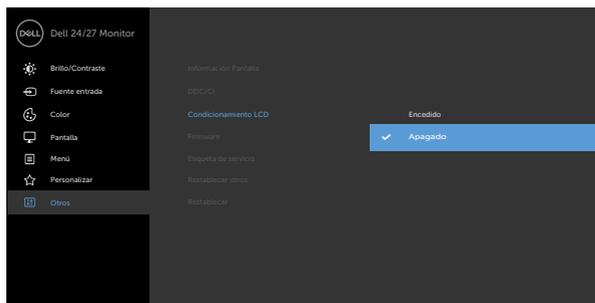 DELL Dell 24/27 Monitor
Brillo/Contraste
Fuente entrada
Color
Pantalla
Menú
Personalizar
Otros
Información Pantalla
DDC/CI
Condicionamiento LCD
Firmware
Etiqueta de servicio
Restablecer otros
Restablecer
Encedido
Apagado